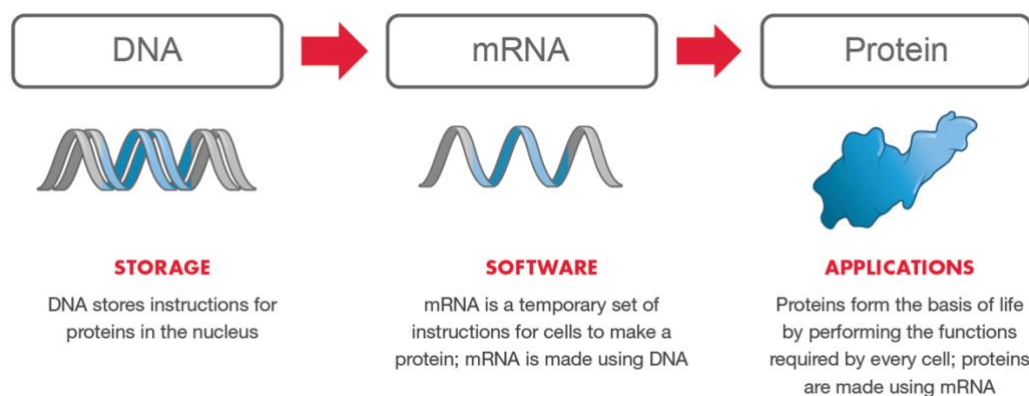 DNA
mRNA
Protein
STORAGE
DNA stores instructions for
proteins in the nucleus
SOFTWARE
mRNA is a temporary set of
instructions for cells to make a
protein; mRNA is made using DNA
APPLICATIONS
Proteins form the basis of life
by performing the functions
required by every cell; proteins
are made using mRNA